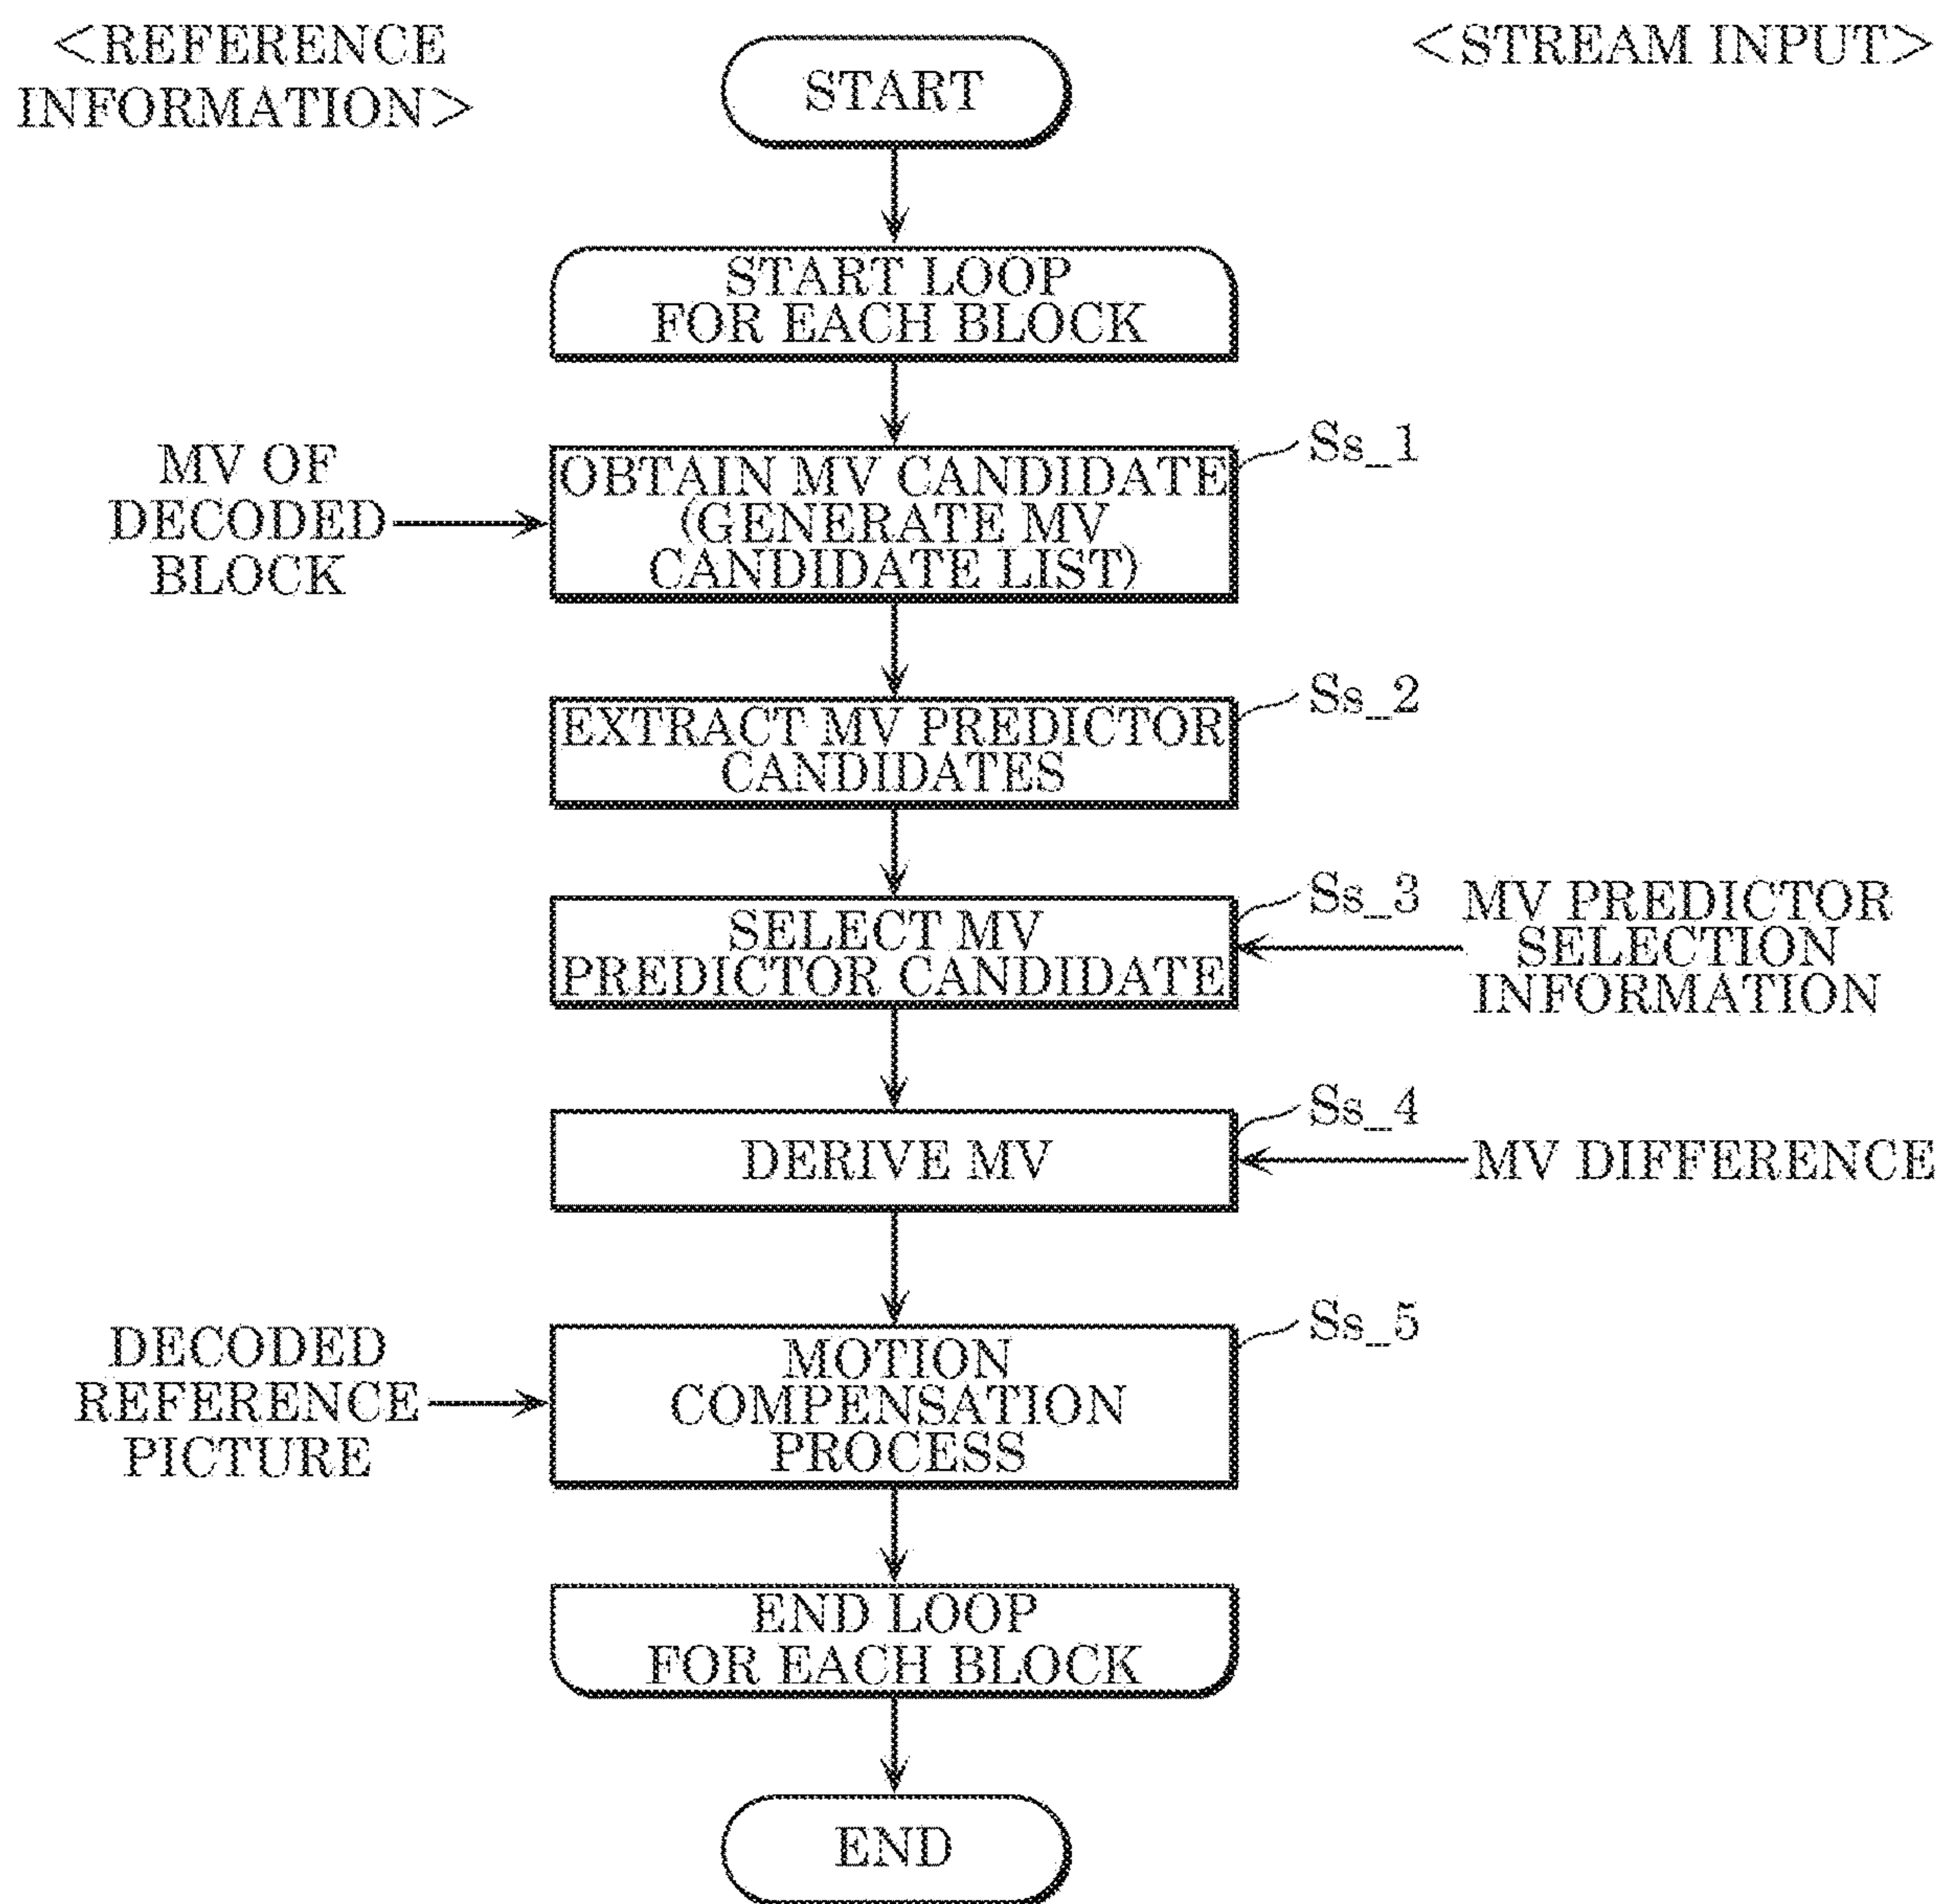 <REFERENCE
INFORMATION>
<STREAM INPUT>
START
START LOOP
FOR EACH BLOCK
MV OF
DECODED
BLOCK
OBTAIN MV CANDIDATE
(GENERATE MV
CANDIDATE LIST)
Ss_1
EXTRACT MV PREDICTOR
CANDIDATES
Ss_2
SELECT MV
PREDICTOR CANDIDATE
Ss_3
MV PREDICTOR
SELECTION
INFORMATION
DERIVE MV
Ss_4
MV DIFFERENCE
DECODED
REFERENCE
PICTURE
MOTION
COMPENSATION
PROCESS
Ss_5
END LOOP
FOR EACH BLOCK
END